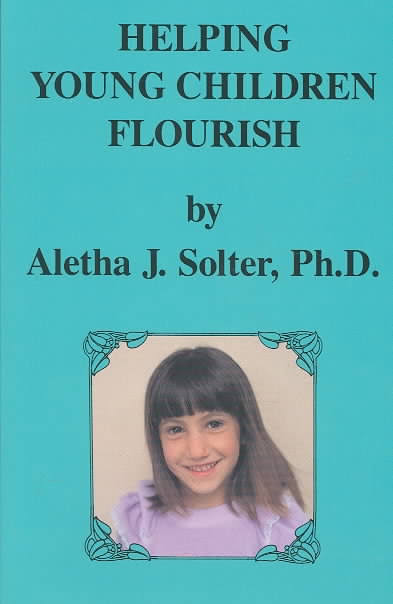 HELPING
YOUNG CHILDREN
FLOURISH
by
Aletha J. Solter, Ph.D.